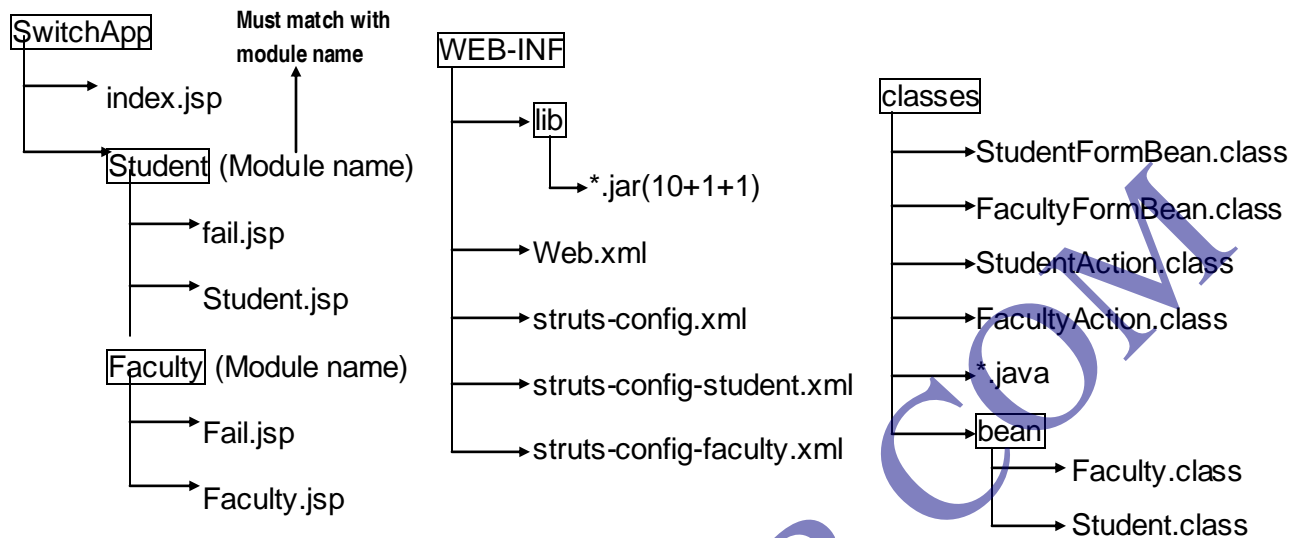 SwitchApp
Must match with
module name
index.jsp
Student (Module name)
fail.jsp
Student.jsp
Faculty (Module name)
Fail.jsp
Faculty.jsp
WEB-INF
lib
*.jar(10+1+1)
Web.xml
struts-config.xml
struts-config-student.xml
struts-config-faculty.xml
classes
StudentFormBean.class
FacultyFormBean.class
StudentAction.class
FacultyAction.class
*.java
bean
Faculty.class
Student.class
COM